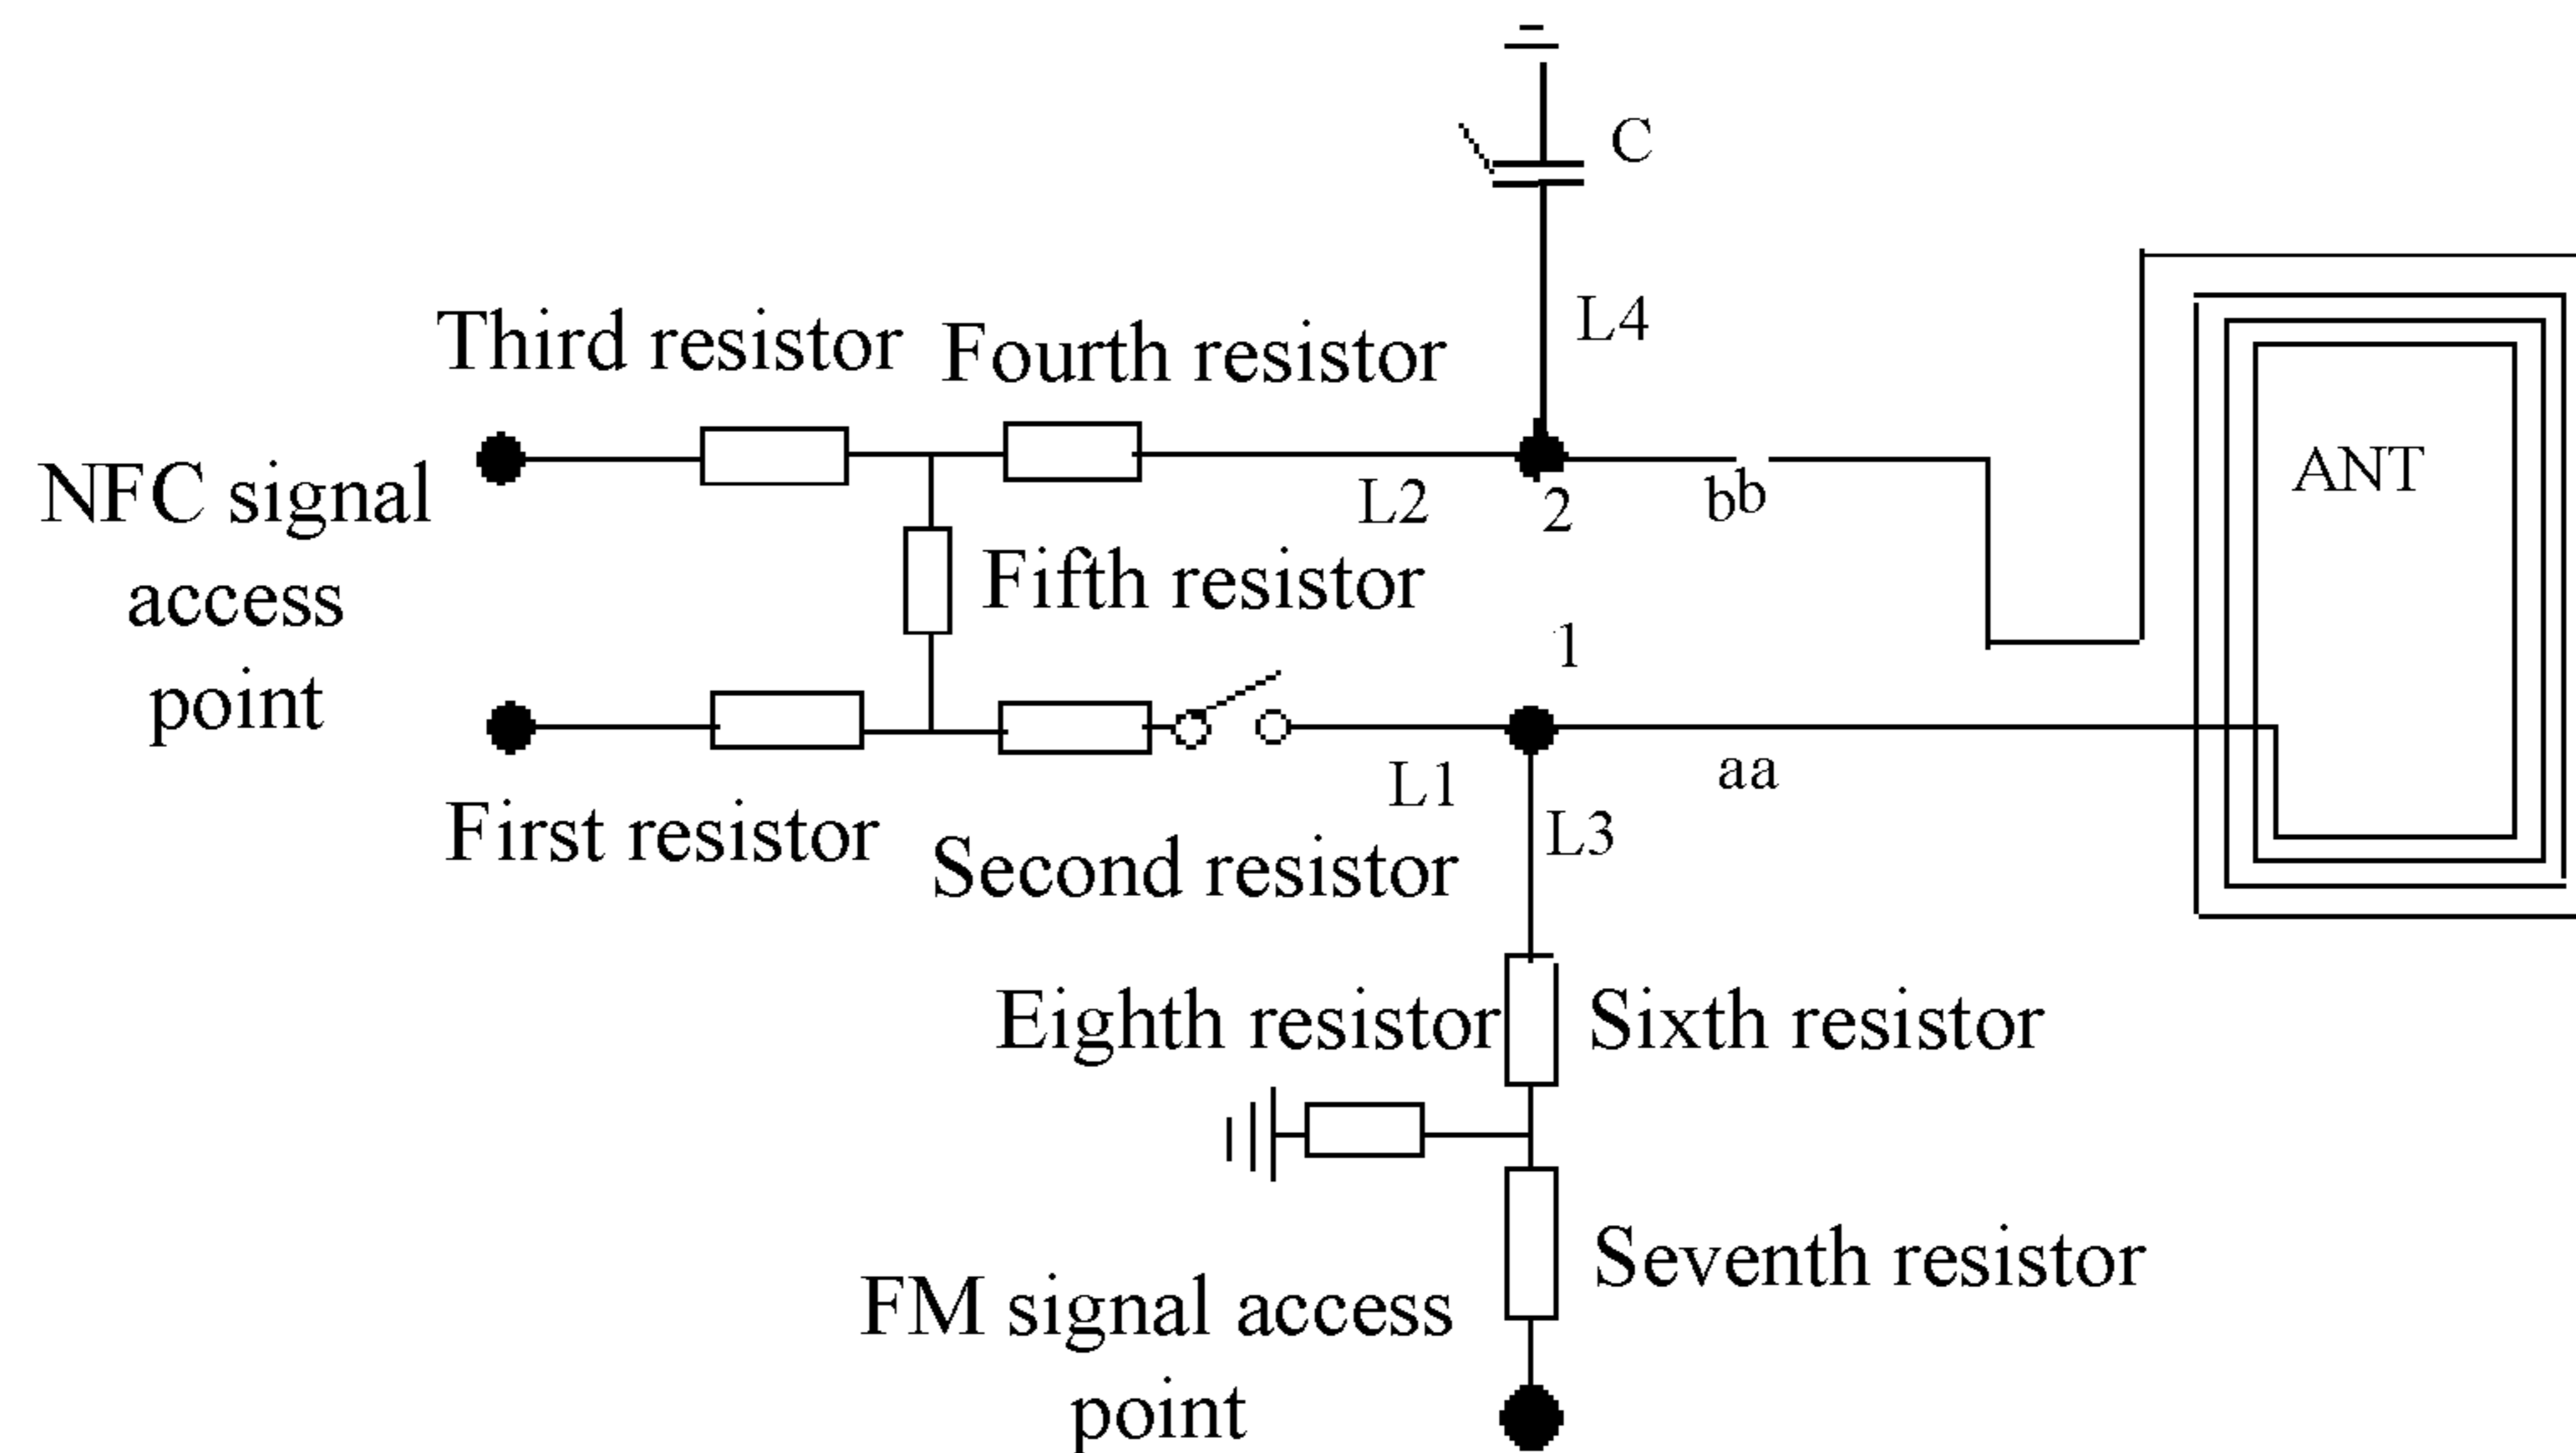 C
L4
Third resistor
Fourth resistor
NFC signal
access
point
L2
2
bb
ANT
Fifth resistor
1
L1
aa
First resistor
Second resistor
L3
Eighth resistor
Sixth resistor
Seventh resistor
FM signal access
point